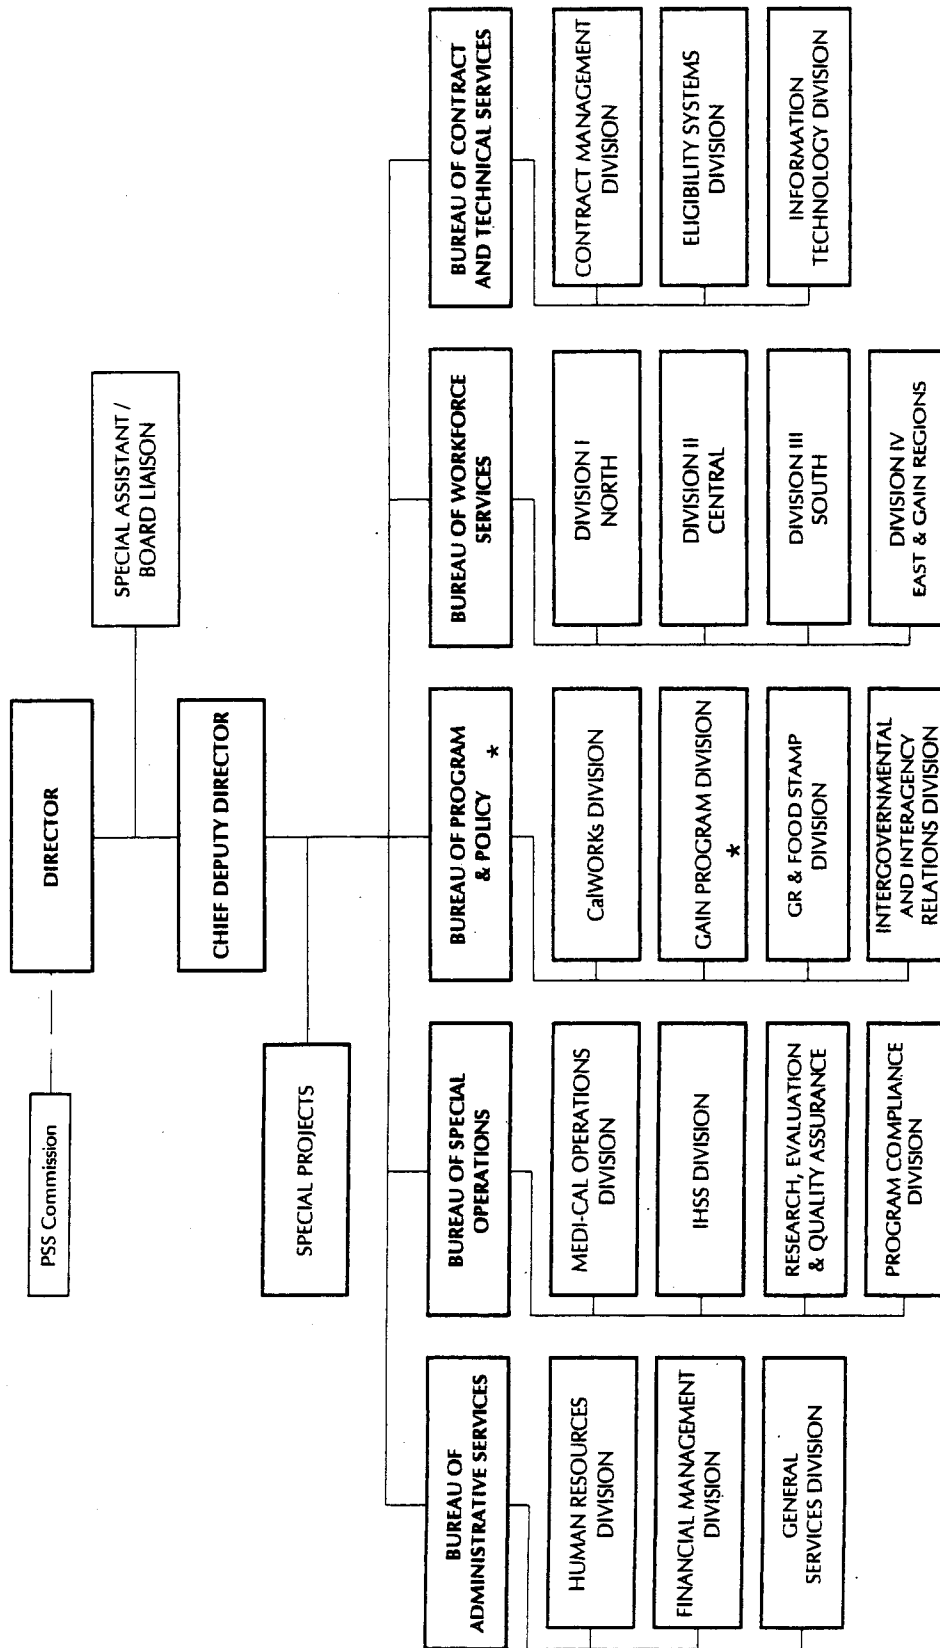 PSS Commission
DIRECTOR
SPECIAL ASSISTANT /
BOARD LIAISON
CHIEF DEPUTY DIRECTOR
SPECIAL PROJECTS
BUREAU OF
ADMINISTRATIVE SERVICES
HUMAN RESOURCES
DIVISION
FINANCIAL MANAGEMENT
DIVISION
GENERAL
SERVICES DIVISION
BUREAU OF SPECIAL
OPERATIONS
MEDI-CAL OPERATIONS
DIVISION
IHSS DIVISION
RESEARCH, EVALUATION
& QUALITY ASSURANCE
PROGRAM COMPLIANCE
DIVISION
BUREAU OF PROGRAM
& POLICY *
CalWORKs DIVISION
GAIN PROGRAM DIVISION
*
GR & FOOD STAMP
DIVISION
INTERGOVERNMENTAL
AND INTERAGENCY
RELATIONS DIVISION
BUREAU OF WORKFORCE
SERVICES
DIVISION I
NORTH
DIVISION II
CENTRAL
DIVISION III
SOUTH
DIVISION IV
EAST & GAIN REGIONS
BUREAU OF CONTRACT
AND TECHNICAL SERVICES
CONTRACT MANAGEMENT
DIVISION
ELIGIBILITY SYSTEMS
DIVISION
INFORMATION
TECHNOLOGY DIVISION